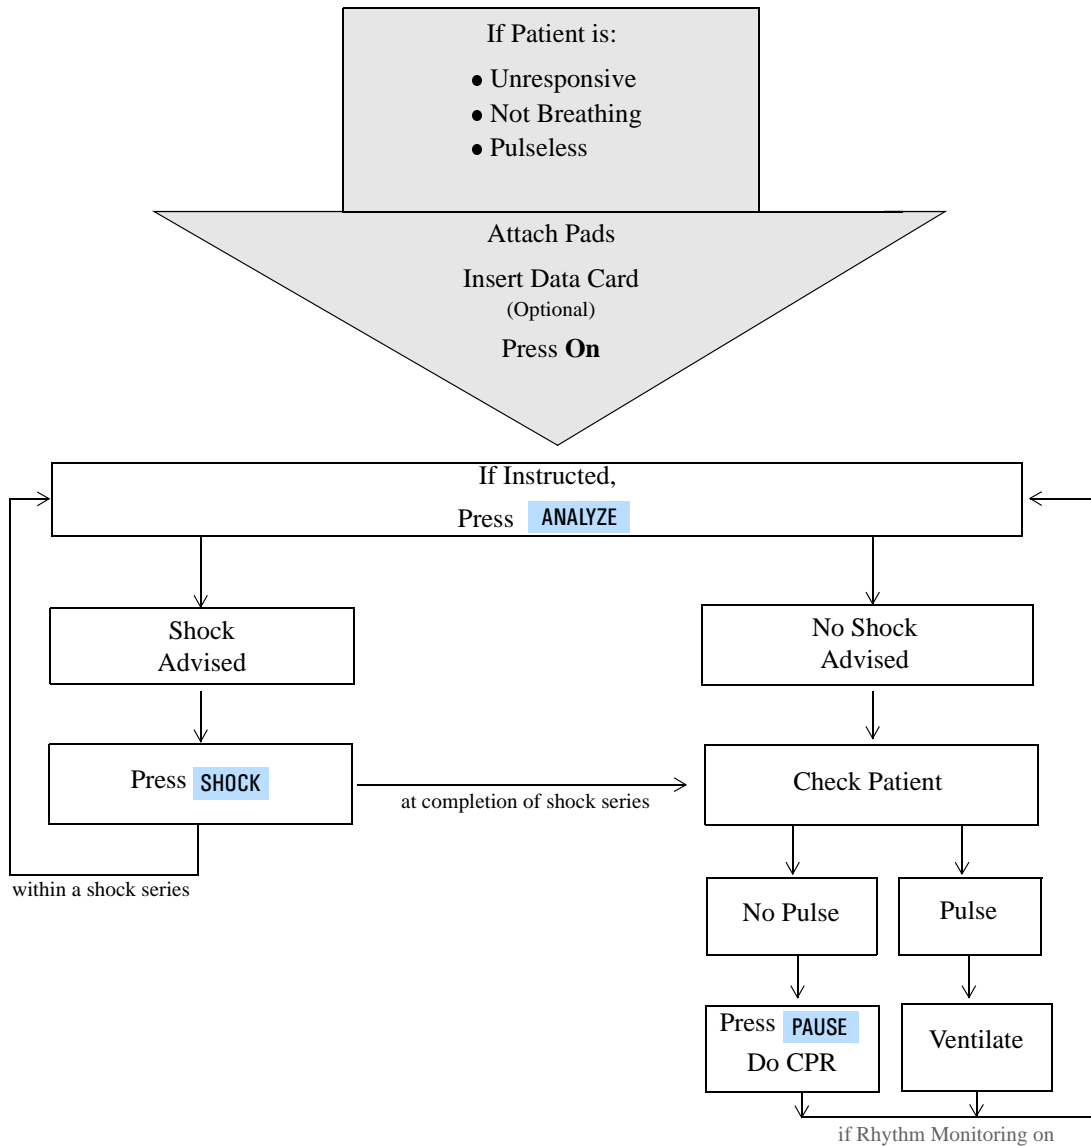 If Patient is:
• Unresponsive
• Not Breathing
• Pulseless
Attach Pads
Insert Data Card
(Optional)
Press On
If Instructed,
Press ANALYZE
Shock
Advised
No Shock
Advised
Press SHOCK
at completion of shock series
Check Patient
within a shock series
No Pulse
Pulse
Press PAUSE
Do CPR
Ventilate
if Rhythm Monitoring on